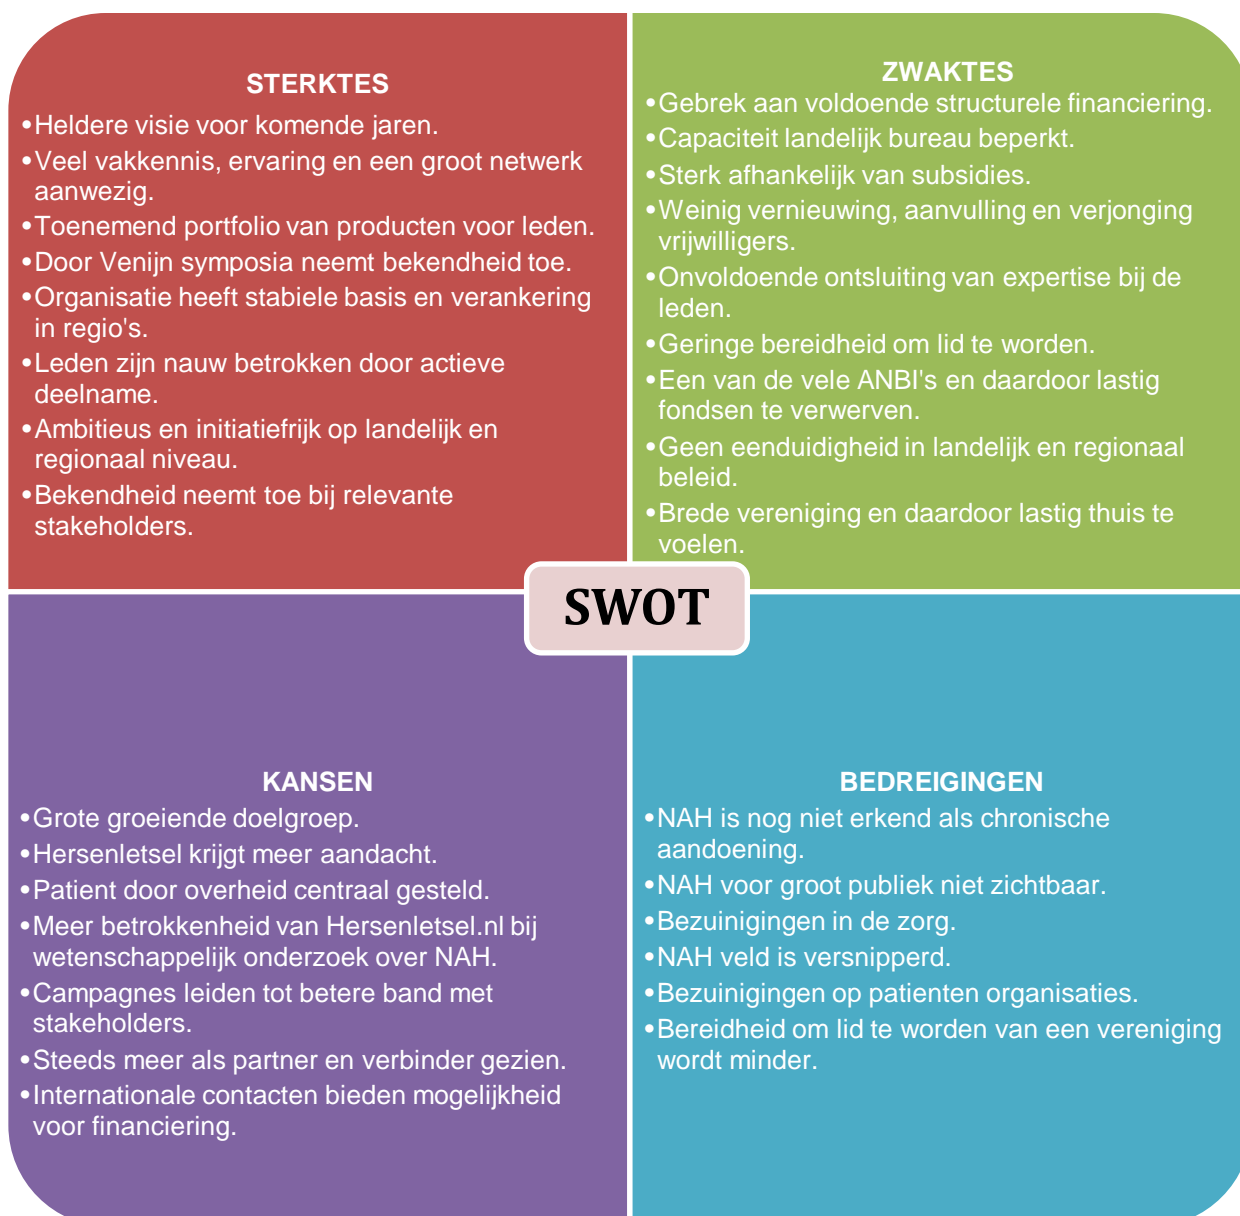 STERKTES
•Heldere visie voor komende jaren.
•Veel vakkennis, ervaring en een groot netwerk
aanwezig.
•Toenemend portfolio van producten voor leden.
•Door Venijn symposia neemt bekendheid toe.
•Organisatie heeft stabiele basis en verankering
in regio's.
•Leden zijn nauw betrokken door actieve
deelname.
•Ambitieus en initiatiefrijk op landelijk en
regionaal niveau.
•Bekendheid neemt toe bij relevante
stakeholders.
ZWAKTES
•Gebrek aan voldoende structurele financiering.
•Capaciteit landelijk bureau beperkt.
•Sterk afhankelijk van subsidies.
•Weinig vernieuwing, aanvulling en verjonging
vrijwilligers.
•Onvoldoende ontsluiting van expertise bij de
leden.
•Geringe bereidheid om lid te worden.
•Een van de vele ANBI's en daardoor lastig
fondsen te verwerven.
•Geen eenduidigheid in landelijk en regionaal
beleid.
•Brede vereniging en daardoor lastig thuis te
voelen.
SWOT
KANSEN
•Grote groeiende doelgroep.
•Hersenletsel krijgt meer aandacht.
•Patient door overheid centraal gesteld.
•Meer betrokkenheid van Hersenletsel.nl bij
wetenschappelijk onderzoek over NAH.
•Campagnes leiden tot betere band met
stakeholders.
•Steeds meer als partner en verbinder gezien.
•Internationale contacten bieden mogelijkheid
voor financiering.
BEDREIGINGEN
•NAH is nog niet erkend als chronische
aandoening.
•NAH voor groot publiek niet zichtbaar.
•Bezuinigingen in de zorg.
•NAH veld is versnipperd.
•Bezuinigingen op patienten organisaties.
•Bereidheid om lid te worden van een vereniging
wordt minder.